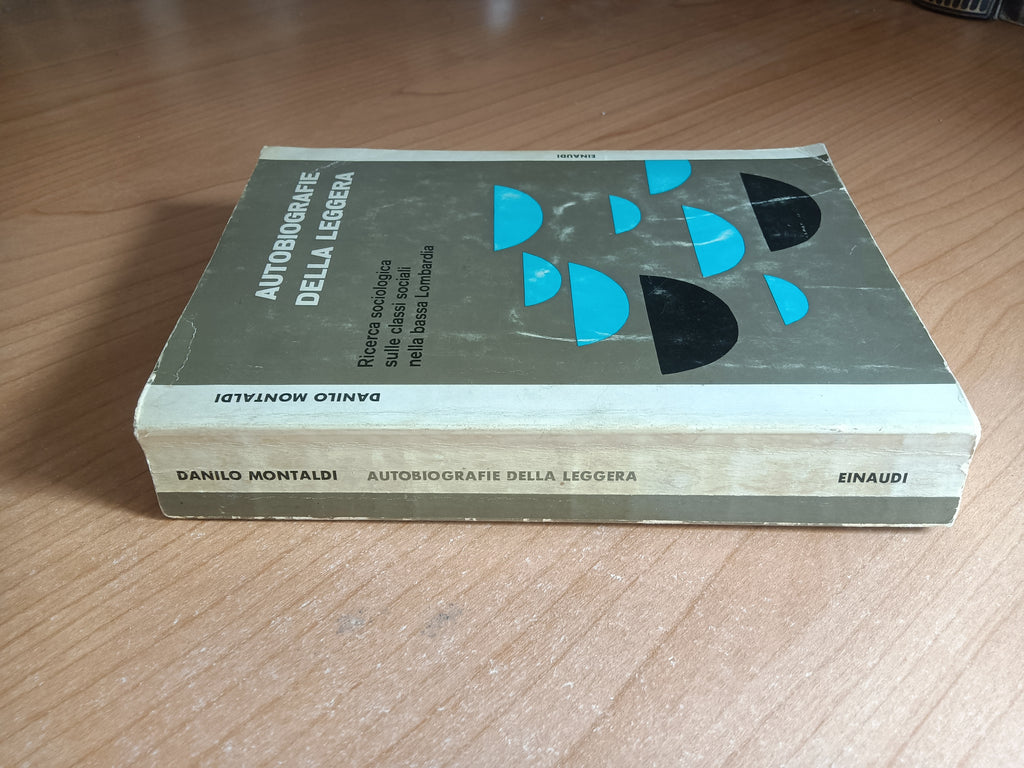 EINAUDI
AUTOBIOGRAFIE
DELLA LEGGERA
Ricerca sociologica
sulle classi sociali
nella bassa Lombardia
DANILO MONTALDI
DANILO MONTALDI AUTOBIOGRAFIE DELLA LEGGERA EINAUDI